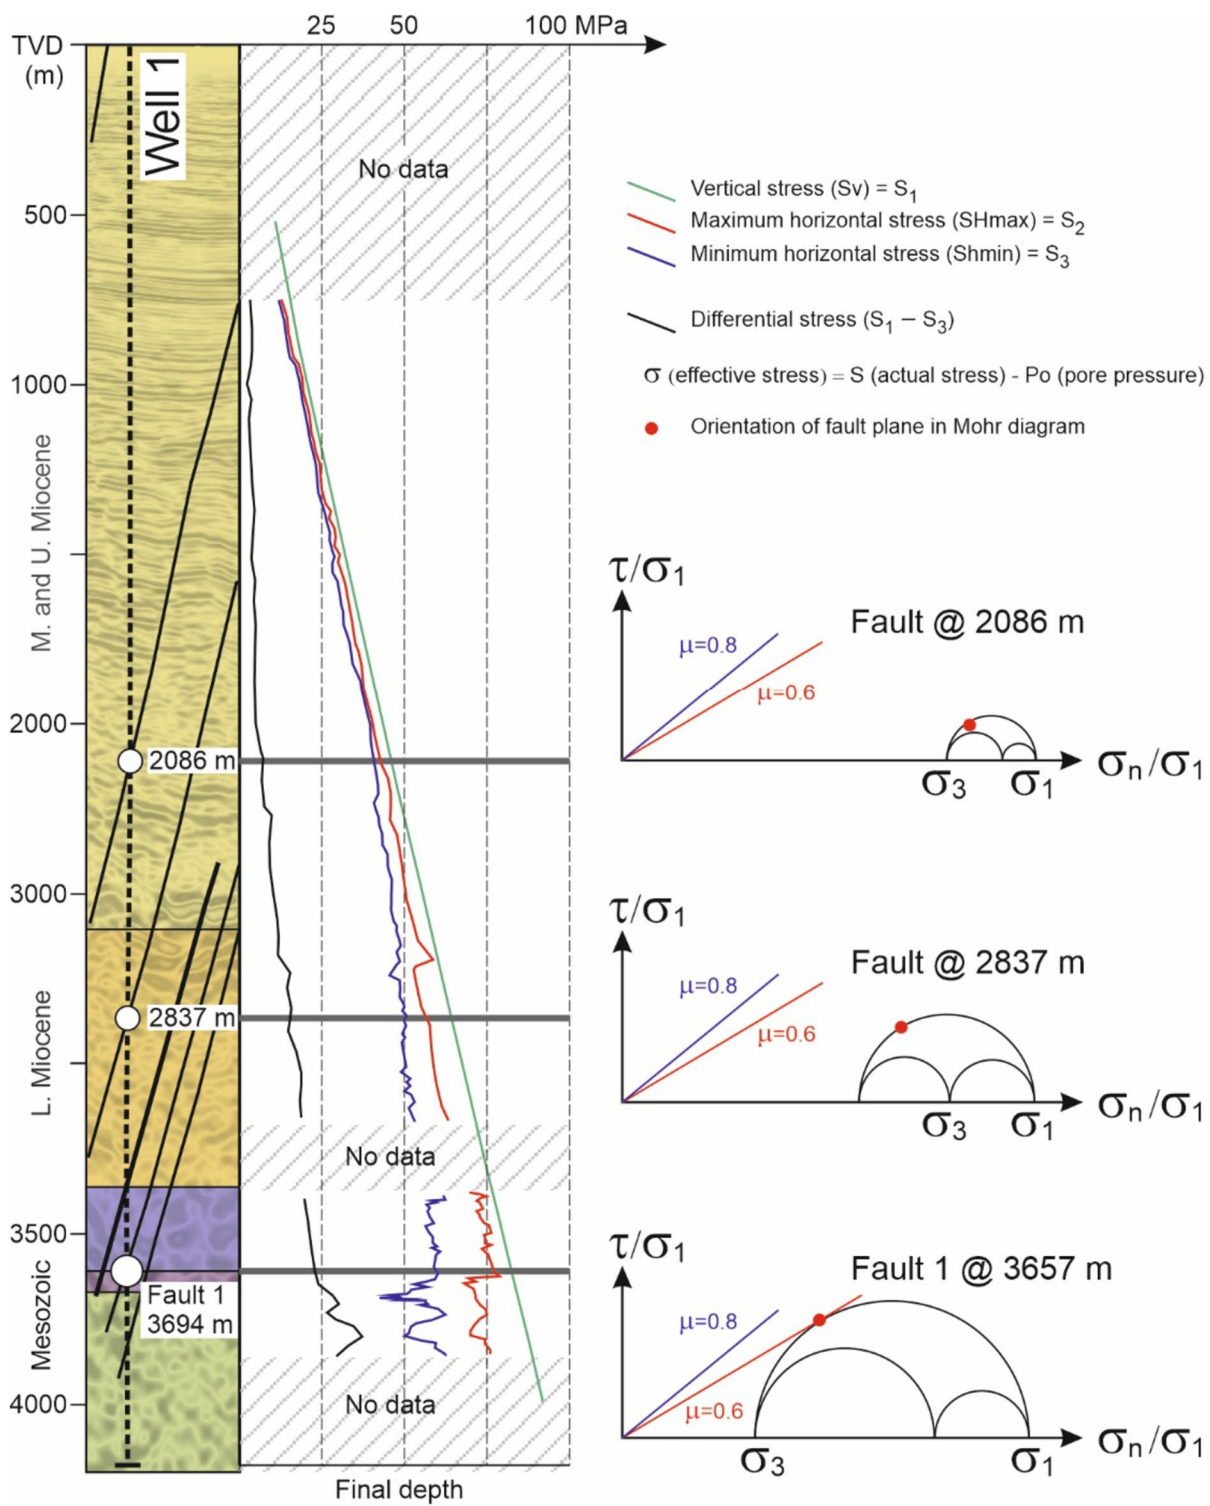 25 50 100 MPa
TVD
(m)
Well 1
No data
500
1000
2000
3000
3500
4000
M. and U. Miocene
L. Miocene
Mesozoic
2086 m
2837 m
Fault 1
3694 m
No data
No data
Final depth
Vertical stress (Sv) = S1
Maximum horizontal stress (SHmax) = S2
Minimum horizontal stress (Shmin) = S3
Differential stress (S1 – S3)
σ (effective stress) = S (actual stress) - Po (pore pressure)
Orientation of fault plane in Mohr diagram
τ/σ1
Fault @ 2086 m
μ=0.8
μ=0.6
σ3 σ1 σn/σ1
τ/σ1
Fault @ 2837 m
μ=0.8
μ=0.6
σ3 σ1 σn/σ1
τ/σ1
Fault 1 @ 3657 m
μ=0.8
μ=0.6
σ3 σ1 σn/σ1